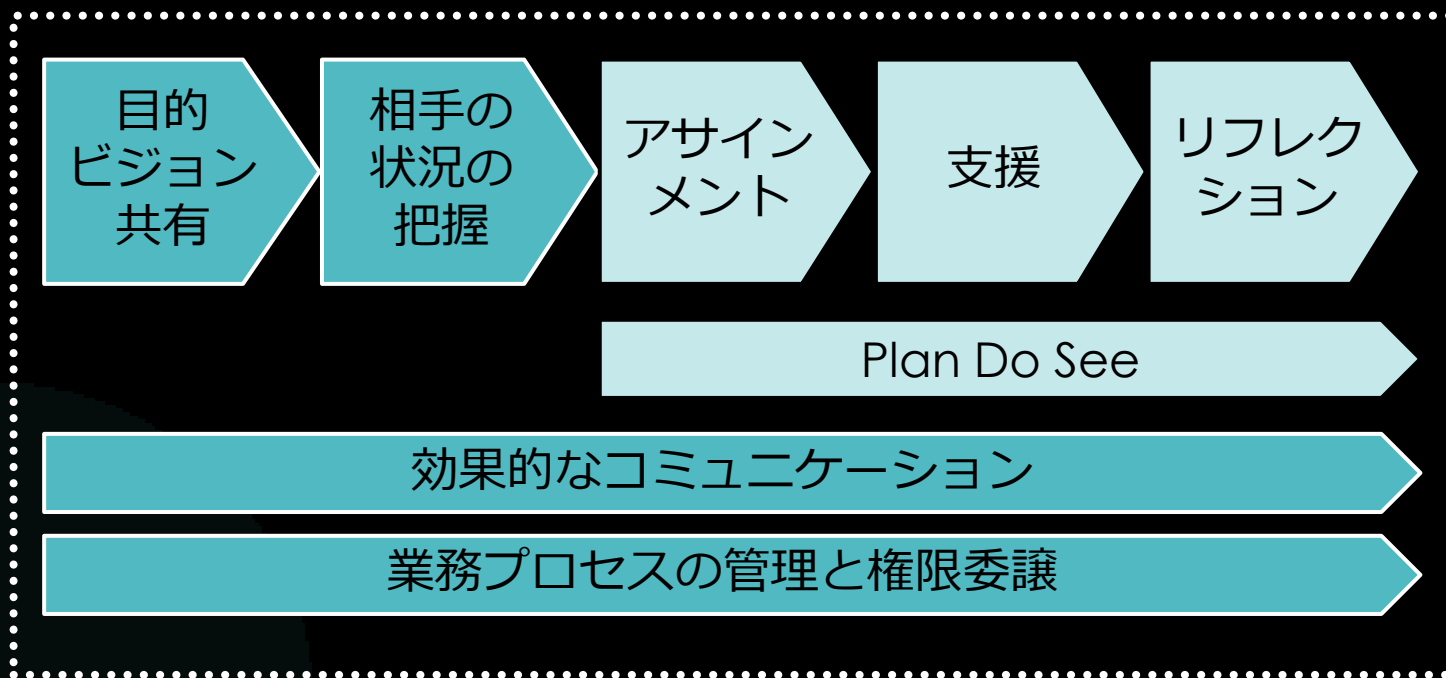 目的
ビジョン
共有
相手の
状況の
把握
アサイン
メント
支援
リフレク
ション
Plan Do See
効果的なコミュニケーション
業務プロセスの管理と権限委譲